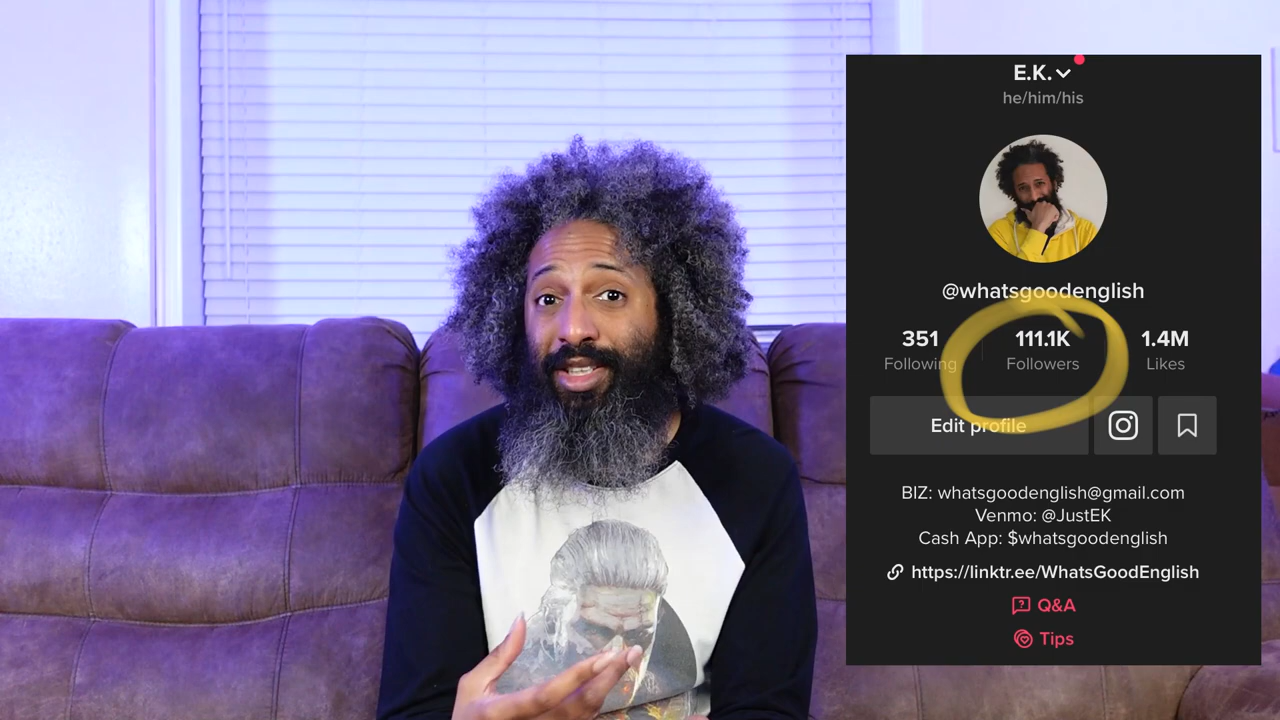 E.K.
he/him/his
@whatsgoodenglish
351 111.1K 1.4M
Following Followers Likes
Edit profile
BIZ: whatsgoodenglish@gmail.com
Venmo: @JustEK
Cash App: $whatsgoodenglish
https://linktr.ee/WhatsGoodEnglish
Q&A
Tips